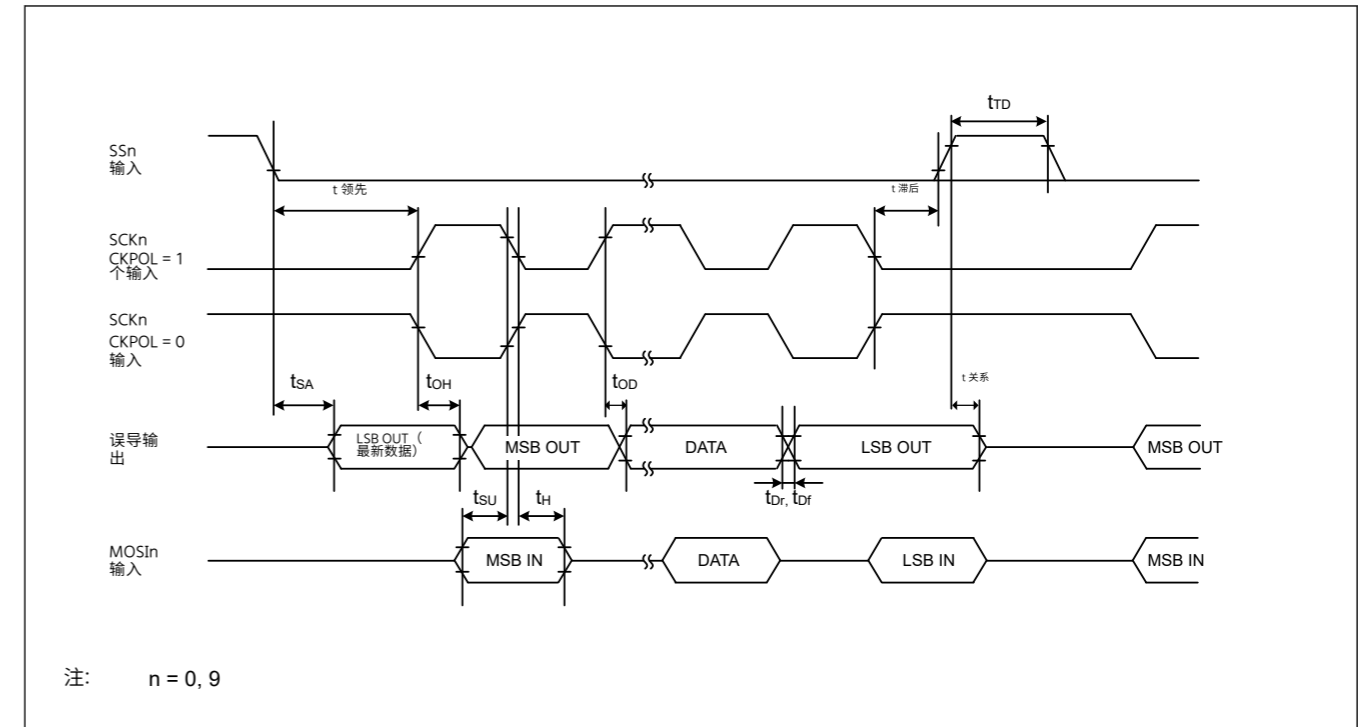 tTD
SSn
输入
t 领先
t 滞后
SCKn
CKPOL = 1
个输入
SCKn
CKPOL = 0
输入
tSA
tOH
tOD
t 关系
误导输
出
LSB OUT（
最新数据）
MSB OUT
DATA
LSB OUT
MSB OUT
tSU
tH
tDr, tDf
MOSIn
输入
MSB IN
DATA
LSB IN
MSB IN
注:
n = 0, 9